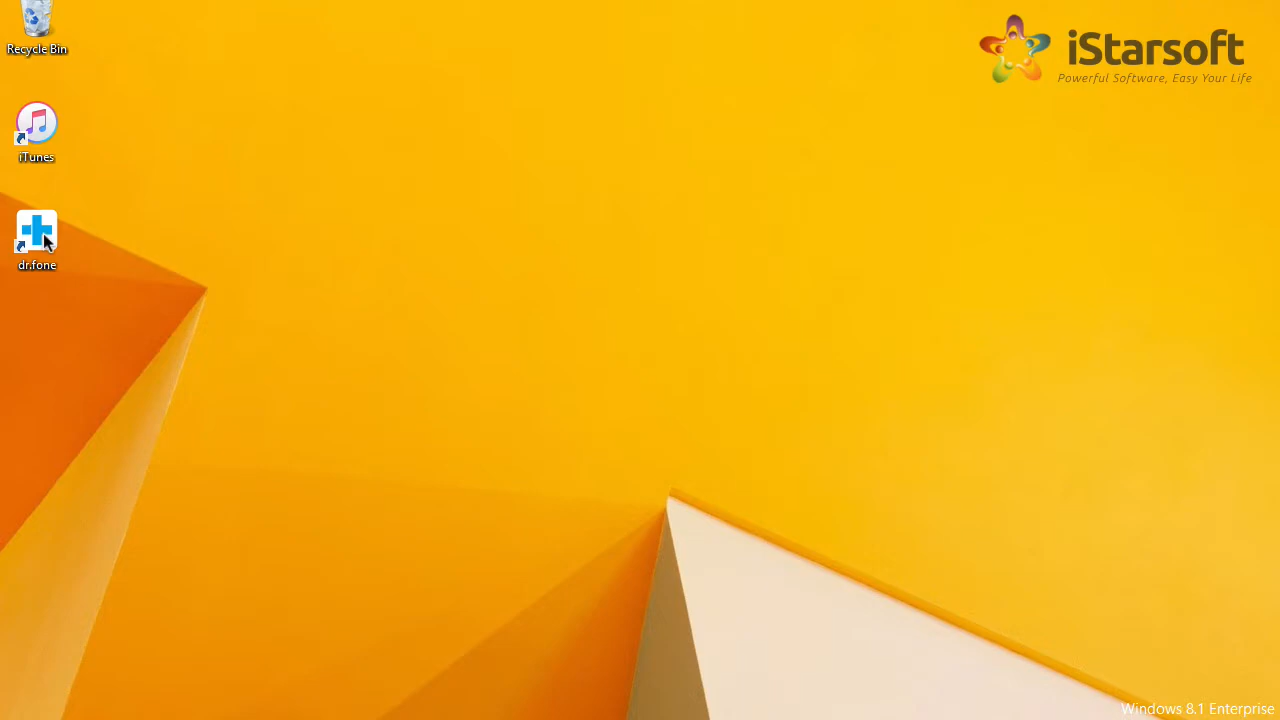 Recycle Bin
iStarsoft
Powerful Software, Easy Your Life
iTunes
dr.fone
Windows 8.1 Enterprise